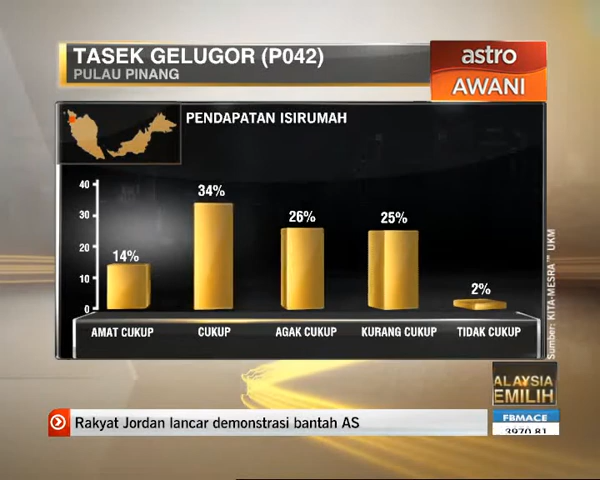 TASEK GELUGOR (P042)
PULAU PINANG
astro
AWANI
PENDAPATAN ISIRUMAH
40
30
20
10
0
14%
34%
26%
25%
2%
AMAT CUKUP
CUKUP
AGAK CUKUP
KURANG CUKUP
TIDAK CUKUP
Sumber: KITA-MESRA™ UKM
ALAYSIA
EMILIH
FBMACE
3970.81
Rakyat Jordan lancar demonstrasi bantah AS